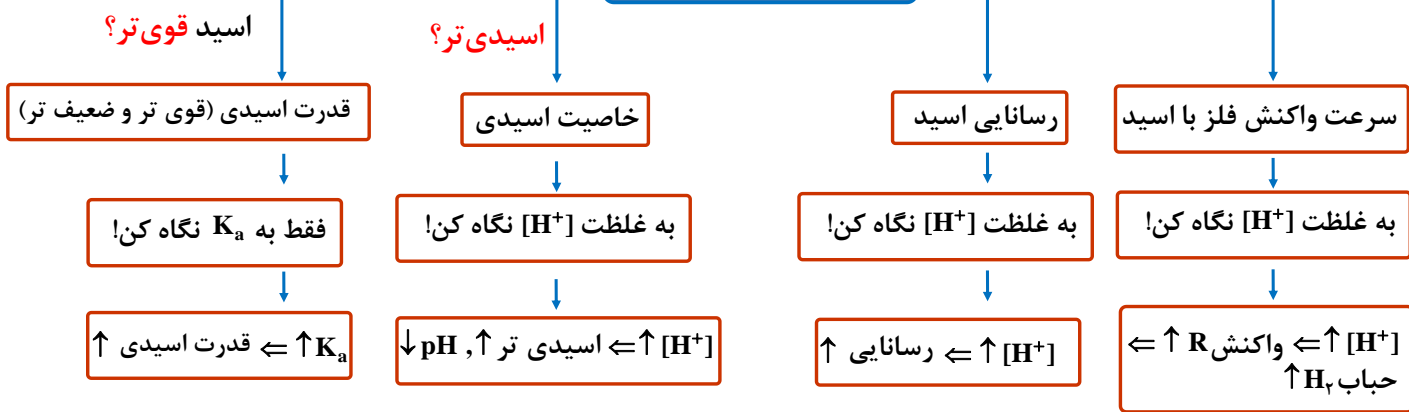 اسید قوی‌تر؟
اسیدی‌تر؟
سرعت واکنش فلز با اسید
رسانایی اسید
خاصیت اسیدی
قدرت اسیدی (قوی تر و ضعیف تر)
به غلظت [H⁺] نگاه کن!
به غلظت [H⁺] نگاه کن!
به غلظت [H⁺] نگاه کن!
فقط به Kₐ نگاه کن!
[H⁺]↑ ⇐ واکنش R ↑ ⇐
حباب H₂↑
[H⁺]↑ ⇐ رسانایی ↑
[H⁺]↑ ⇐ اسیدی تر ↑, pH↓
Kₐ↑ ⇐ قدرت اسیدی ↑